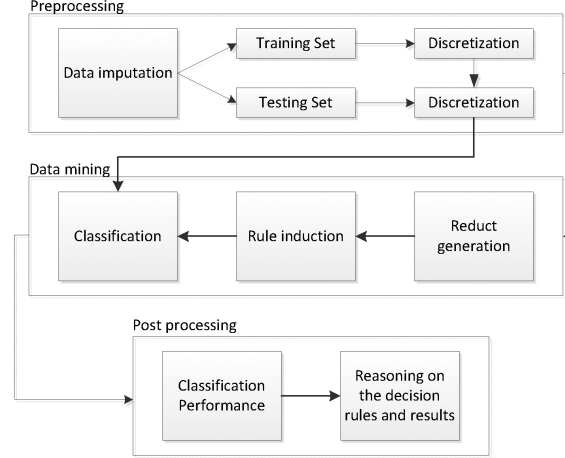 Preprocessing
Data imputation
Training Set
Discretization
Testing Set
Discretization
Data mining
Classification
Rule induction
Reduct
generation
Post processing
Classification
Performance
Reasoning on
the decision
rules and results